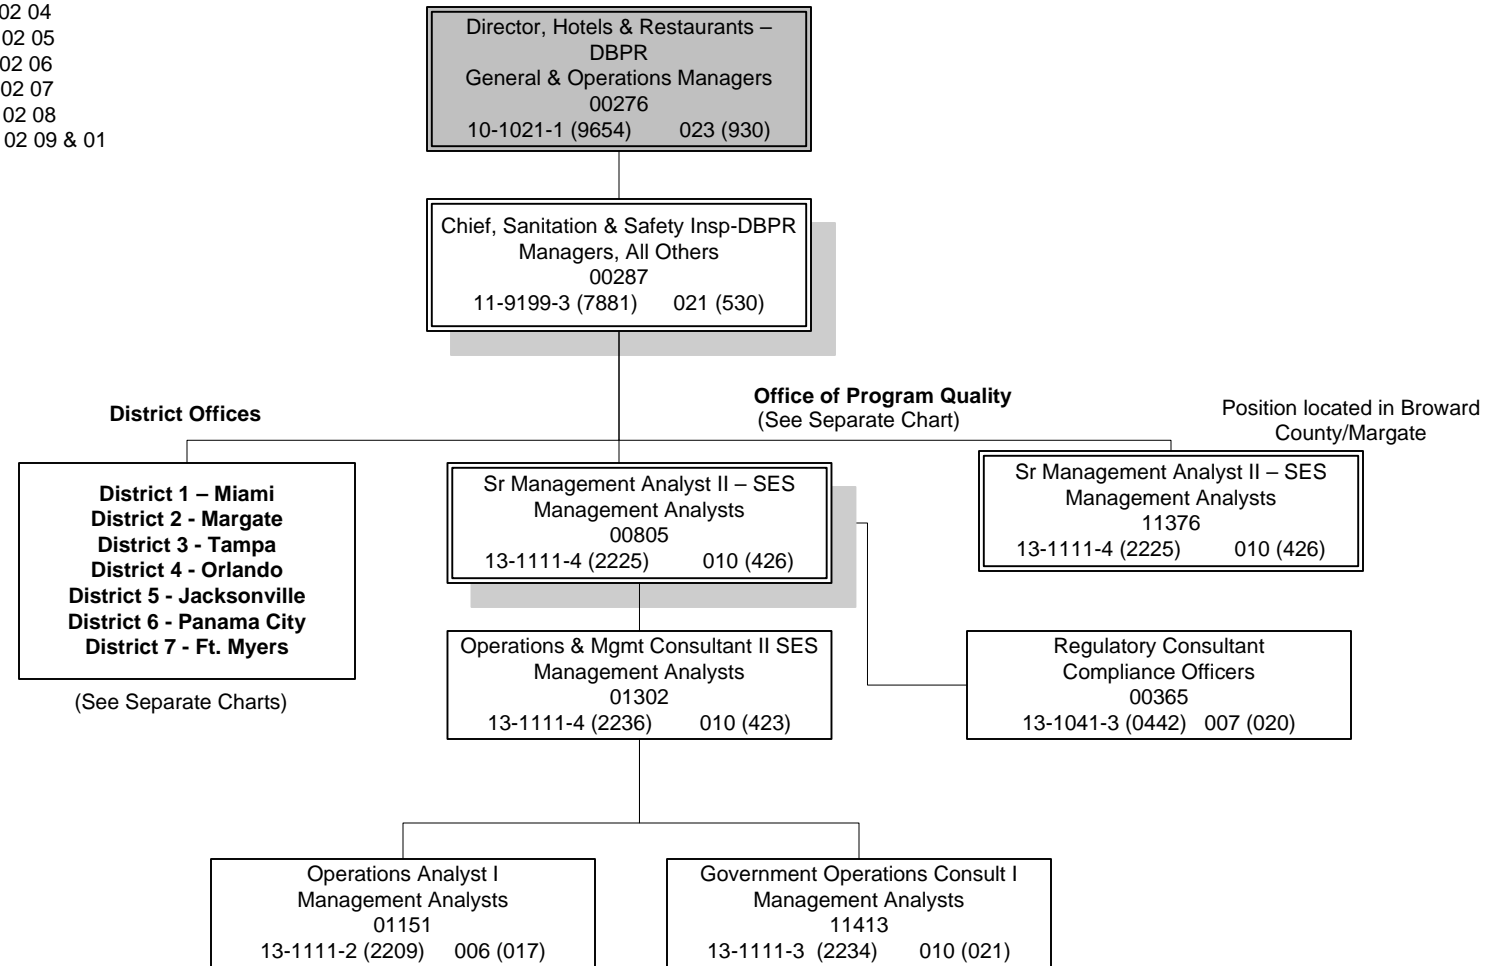 02 04
02 05
02 06
02 07
02 08
02 09 & 01
Director, Hotels & Restaurants –
DBPR
General & Operations Managers
00276
10-1021-1 (9654) 023 (930)
Chief, Sanitation & Safety Insp-DBPR
Managers, All Others
00287
11-9199-3 (7881) 021 (530)
District Offices
Office of Program Quality
(See Separate Chart)
Position located in Broward
County/Margate
District 1 – Miami
District 2 - Margate
District 3 - Tampa
District 4 - Orlando
District 5 - Jacksonville
District 6 - Panama City
District 7 - Ft. Myers
(See Separate Charts)
Sr Management Analyst II – SES
Management Analysts
00805
13-1111-4 (2225) 010 (426)
Sr Management Analyst II – SES
Management Analysts
11376
13-1111-4 (2225) 010 (426)
Operations & Mgmt Consultant II SES
Management Analysts
01302
13-1111-4 (2236) 010 (423)
Regulatory Consultant
Compliance Officers
00365
13-1041-3 (0442) 007 (020)
Operations Analyst I
Management Analysts
01151
13-1111-2 (2209) 006 (017)
Government Operations Consult I
Management Analysts
11413
13-1111-3 (2234) 010 (021)